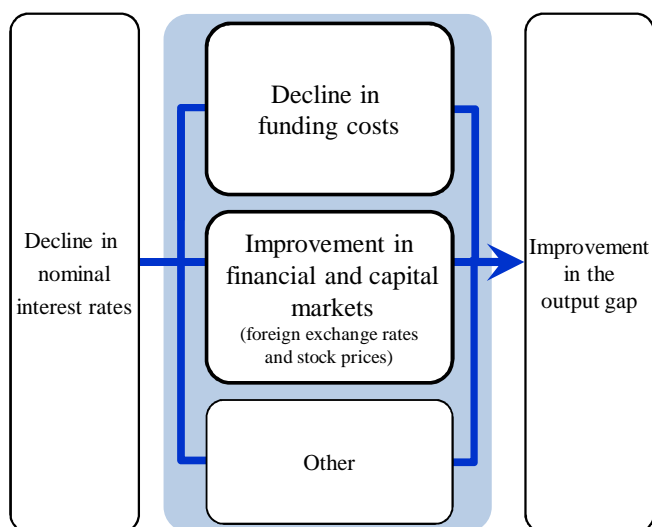 Decline in
nominal
interest rates
Decline in
funding costs
Improvement in
financial and capital
markets
(foreign exchange rates
and stock prices)
Other
Improvement
in the
output gap